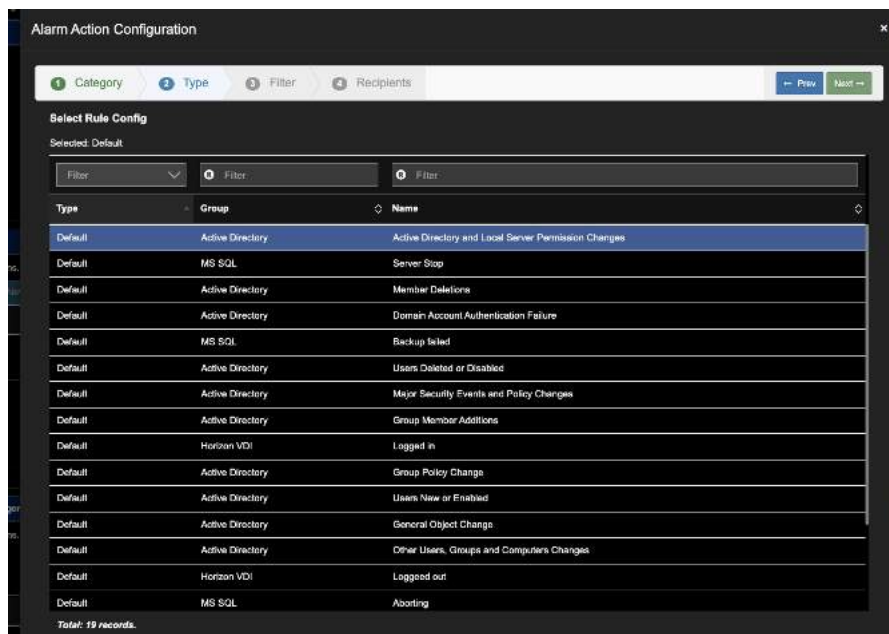 Alarm Action Configuration ×
1 Category 2 Type 3 Filter 4 Recipients ← Prev Next →
Select Rule Config
Selected: Default
Filter Filter Filter
Type Group Name
Default Active Directory Active Directory and Local Server Permission Changes
Default MS SQL Server Stop
Default Active Directory Member Deletions
Default Active Directory Domain Account Authentication Failure
Default MS SQL Backup failed
Default Active Directory Users Deleted or Disabled
Default Active Directory Major Security Events and Policy Changes
Default Active Directory Group Member Additions
Default Horizon VDI Logged in
Default Active Directory Group Policy Change
Default Active Directory Users New or Enabled
Default Active Directory General Object Change
Default Active Directory Other Users, Groups and Computers Changes
Default Horizon VDI Loggeed out
Default MS SQL Aborting
Total: 19 records.